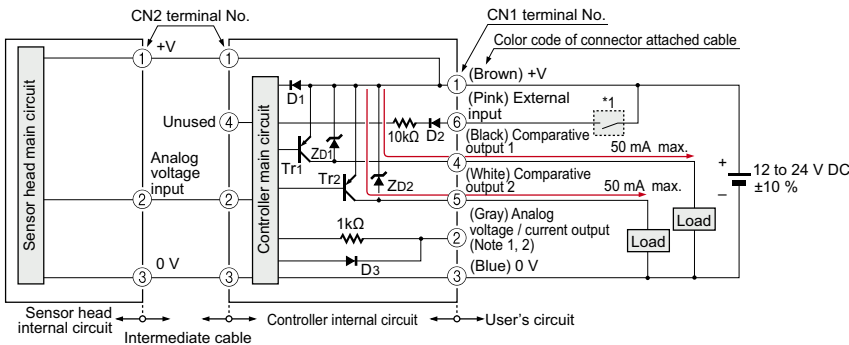 CN2 terminal No.
CN1 terminal No.
Color code of connector attached cable
+V
1
1
1
(Brown) +V
D1
(Pink) External
input
*1
Unused
4
10kΩ
D2
6
(Black) Comparative
output 1
50 mA max.
ZD1
Tr1
4
Sensor head main circuit
Analog
voltage
input
Controller main circuit
+
12 to 24 V DC
±10 %
–
(White) Comparative
output 2
50 mA max.
Tr2
ZD2
2
2
5
(Gray) Analog
voltage / current output
(Note 1, 2)
1kΩ
2
Load
Load
D3
0 V
3
3
3
(Blue) 0 V
Sensor head
internal circuit
Intermediate cable
Controller internal circuit
User's circuit